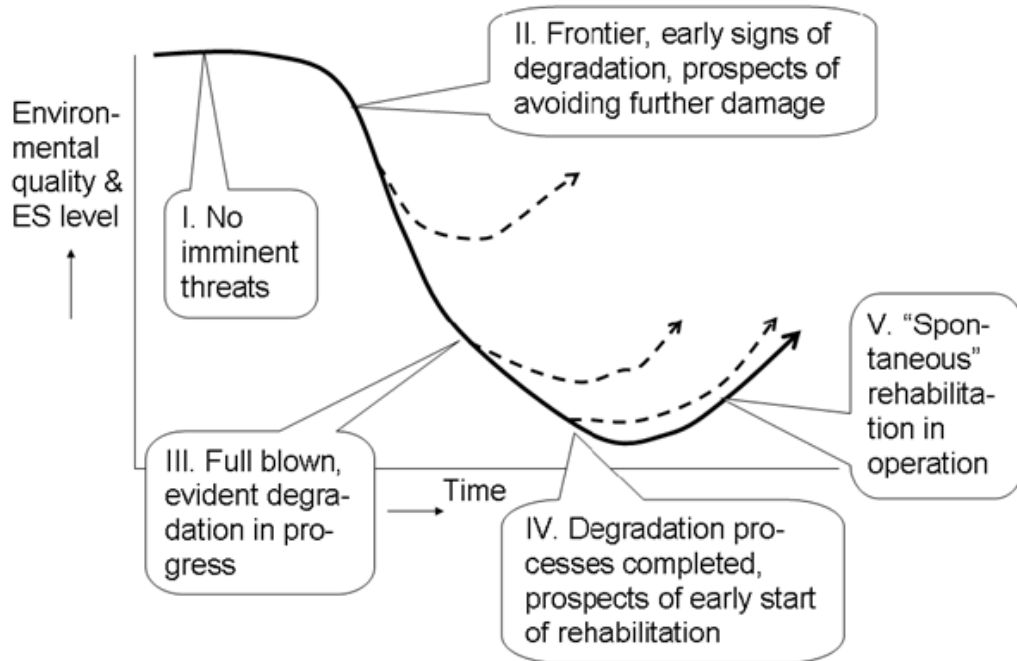 II. Frontier, early signs of
degradation, prospects of
avoiding further damage
Environ-
mental
quality &
ES level
I. No
imminent
threats
V. “Spon-
taneous”
rehabilita-
tion in
operation
III. Full blown,
evident degra-
dation in pro-
gress
Time
IV. Degradation pro-
cesses completed,
prospects of early start
of rehabilitation